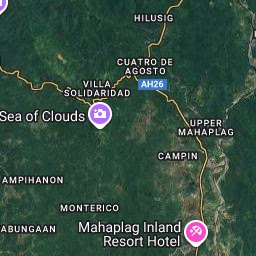 HILUSIG
CUATRO DE
AGOSTO
VILLA
SOLIDARIDAD
AH26
Sea of Clouds
UPPER
MAHAPLAG
CAMPIN
AMPIHANON
MONTERICO
ABUNGAAN
Mahaplag Inland
Resort Hotel